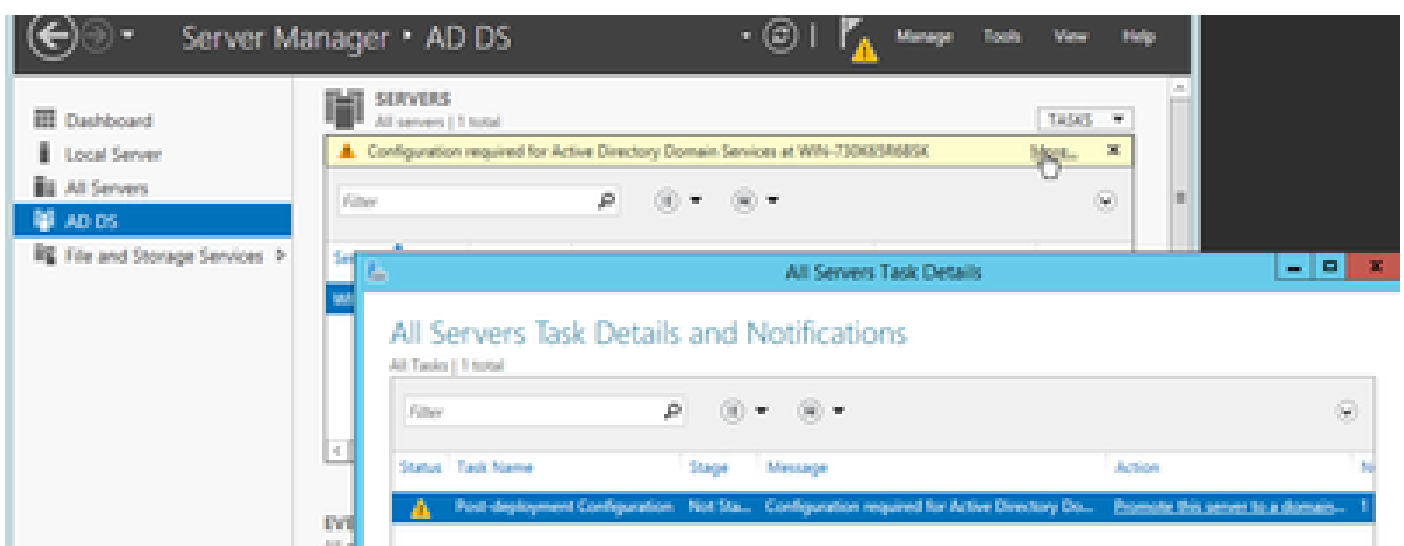 Server Manager • AD DS
Manage Tools View Help
SERVERS
All servers | 1 total
TASKS
Dashboard
Local Server
All Servers
AD DS
File and Storage Services
Configuration required for Active Directory Domain Services at
More...
Filter
All Servers Task Details
All Servers Task Details and Notifications
All Tasks | 1 total
Filter
Status Task Name Stage Message Action
Post-deployment Configuration Not Sta... Configuration required for Active Directory Do... Promote this server to a domain... 1